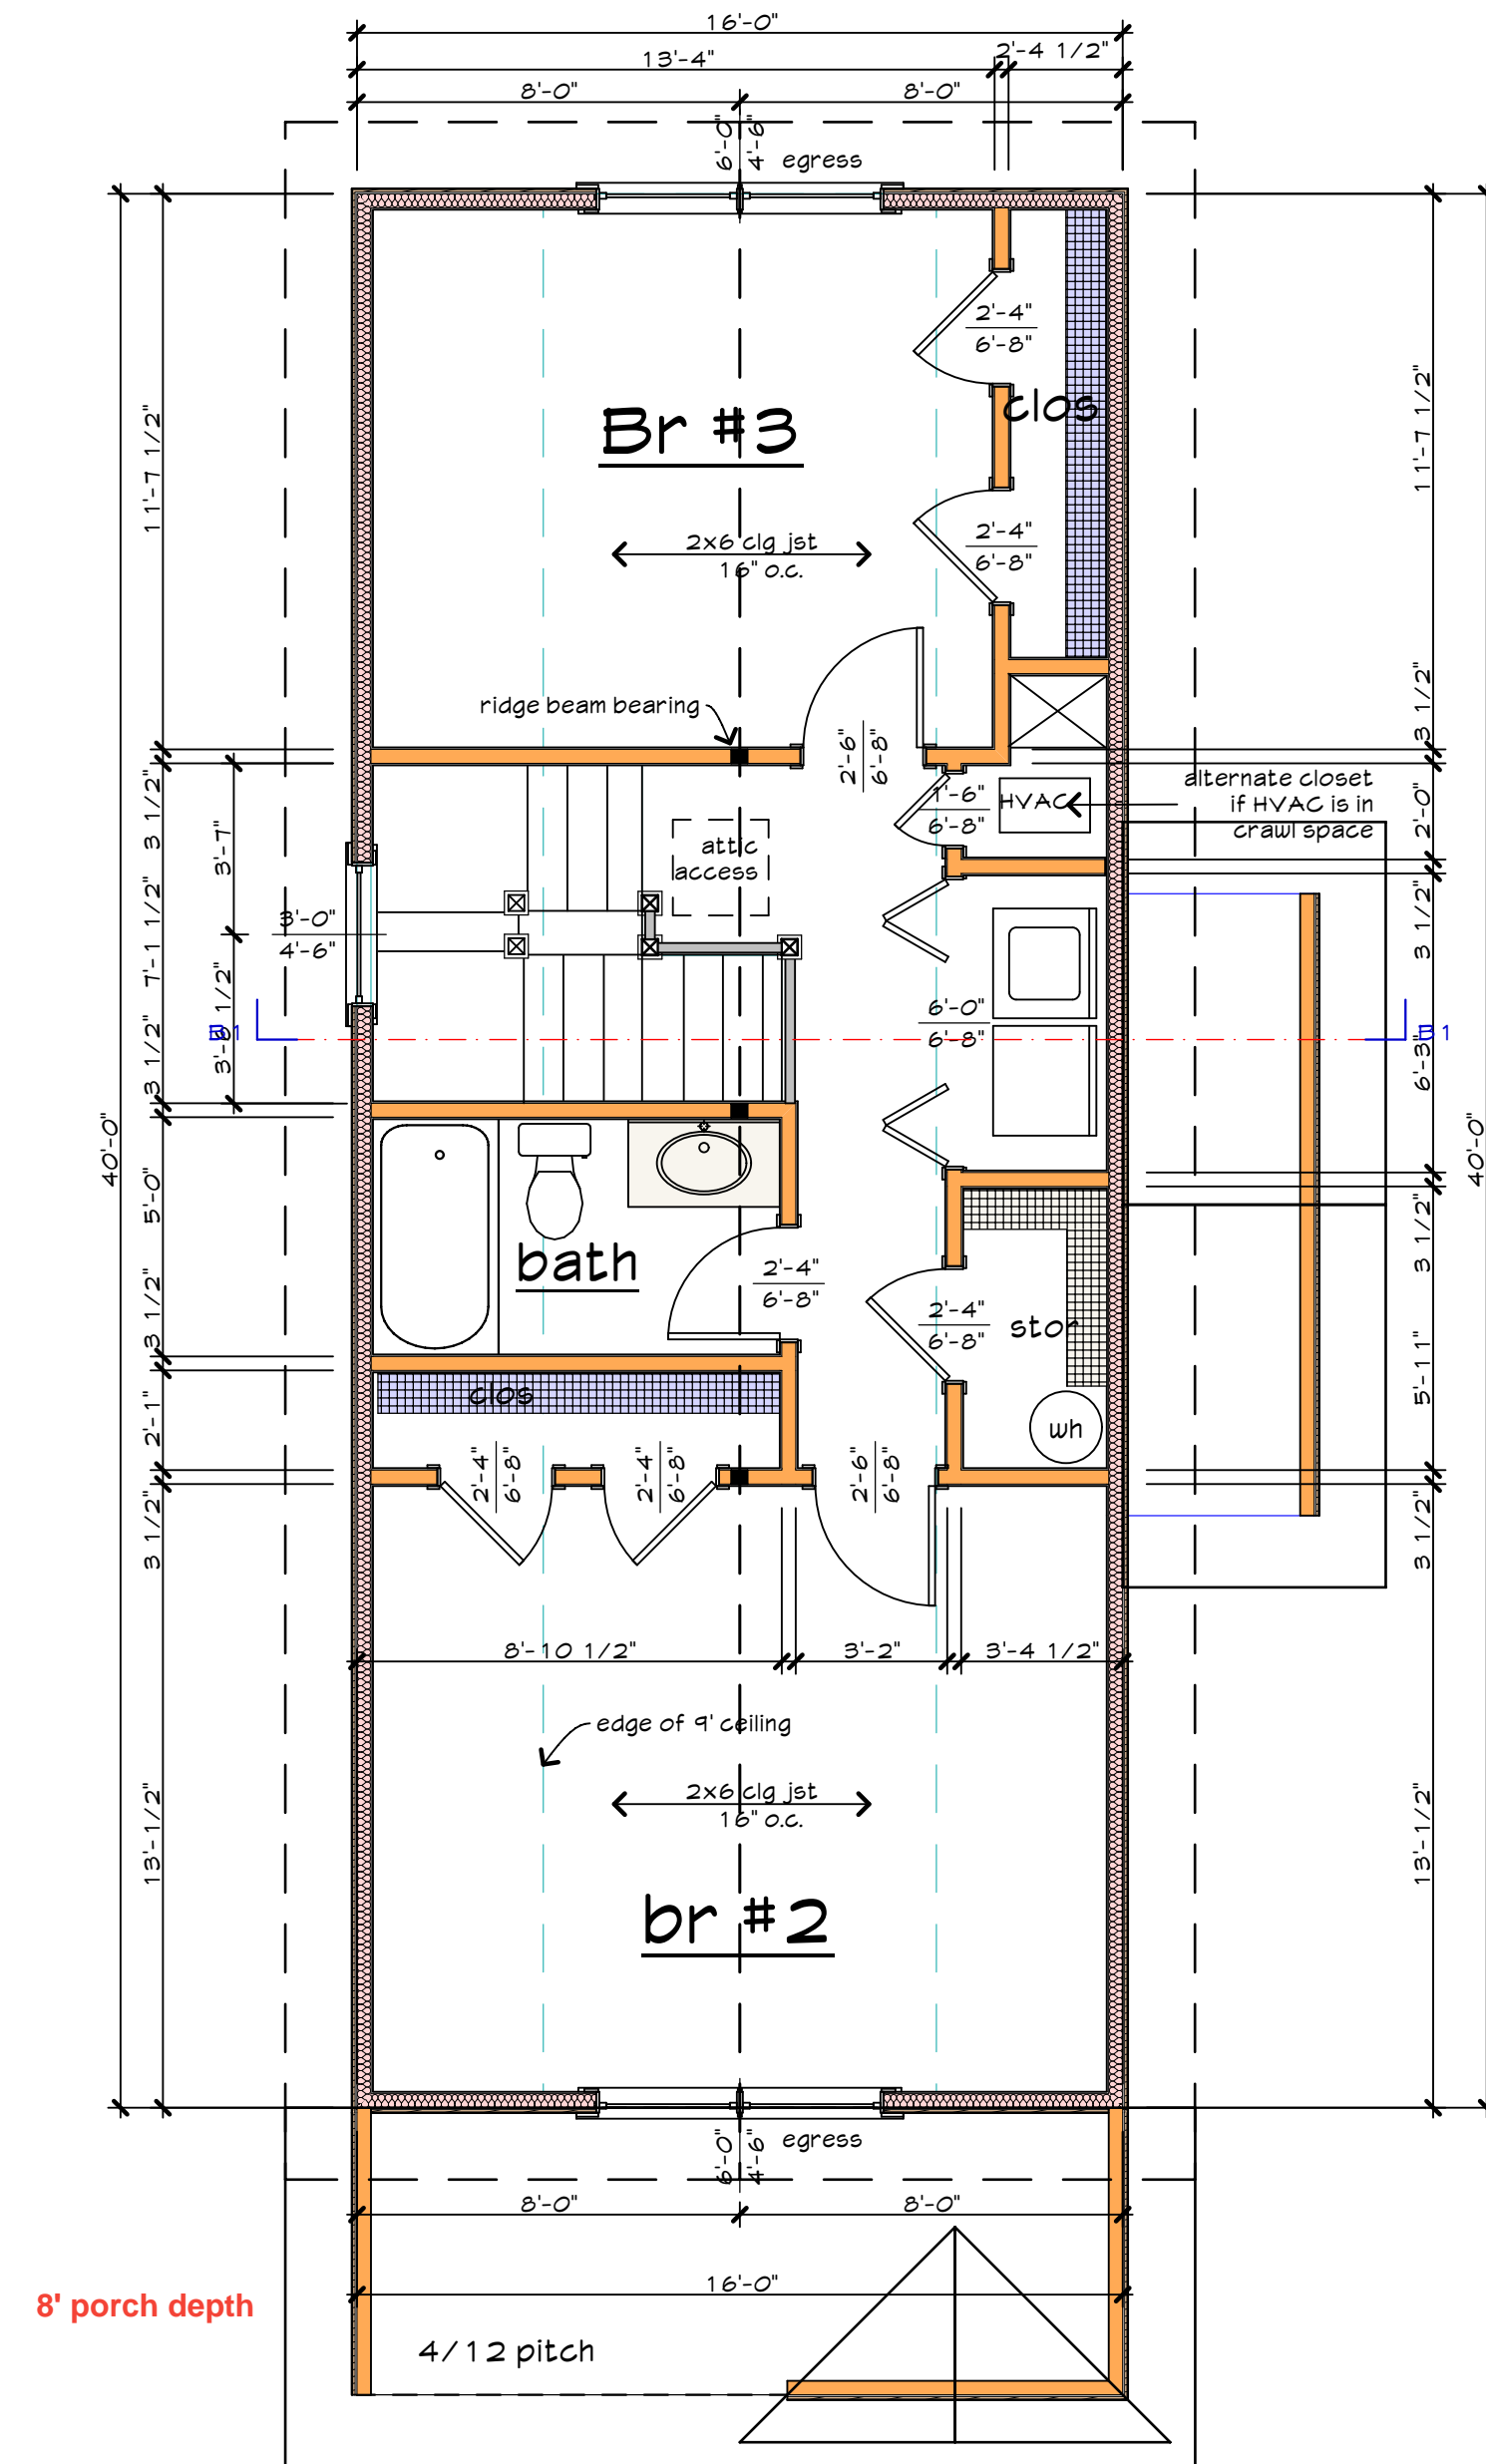 16'-0"
13'-4"
2'-4 1/2"
8'-0"
8'-0"
6'-0"
4'-6"
egress
2'-4"
6'-8"
clos
Br #3
11'-7 1/2"
11'-7 1/2"
2x6 clg jst
16" o.c.
2'-4"
6'-8"
ridge beam bearing
3 1/2"
2'-6"
6'-8"
1'-6"
6'-8"
HVAC
alternate closet
if HVAC is in
crawl space
3 1/2"
3'-7"
2'-0"
attic
access
3'-0"
4'-6"
7'-1 1/2"
3 1/2"
6'-0"
6'-8"
B1
B1
3 1/2"
6'-3"
40'-0"
40'-0"
5'-0"
bath
2'-4"
6'-8"
3 1/2"
2'-4"
6'-8"
stor
3 1/2"
5'-11"
clos
2'-1"
wh
2'-4"
6'-8"
2'-4"
6'-8"
2'-6"
6'-8"
3 1/2"
3 1/2"
8'-10 1/2"
3'-2"
3'-4 1/2"
edge of 9' ceiling
2x6 clg jst
16" o.c.
13'-1/2"
13'-1/2"
br #2
6'-0"
4'-6"
egress
8'-0"
8'-0"
16'-0"
8' porch depth
4/12 pitch